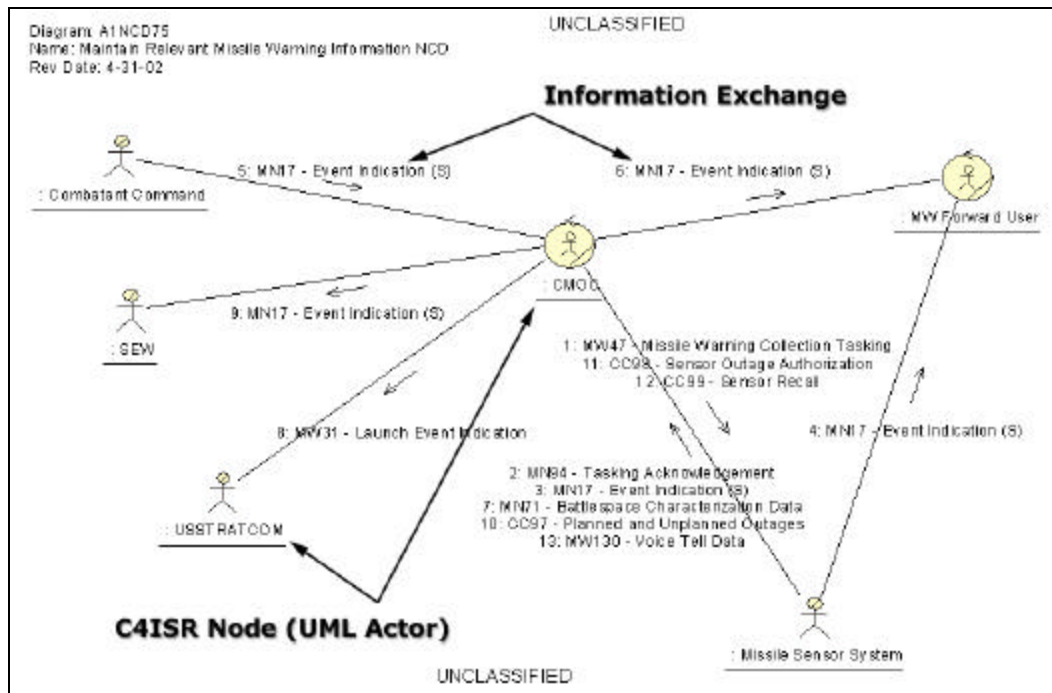 UNCLASSIFIED
Diagram: A1NCD75
Name: Maintain Relevant Missile Warning Information NCD
Rev Date: 4-31-02
Information Exchange
5: MN17 - Event Indication (S)
6: MN17 - Event Indication (S)
: Combatant Command
: MW Forward User
: CMOC
9: MN17 - Event Indication (S)
: SEW
1: MW47 - Missile Warning Collection Tasking
11: CC98 - Sensor Outage Authorization
12: CC99 - Sensor Recall
8: MW31 - Launch Event Indication
4: MN17 - Event Indication (S)
2: MN94 - Tasking Acknowledgement
3: MN17 - Event Indication (S)
7: MN71 - Battlespace Characterization Data
10: CC97 - Planned and Unplanned Outages
13: MW130 - Voice Tell Data
: USSTRATCOM
C4ISR Node (UML Actor)
: Missile Sensor System
UNCLASSIFIED